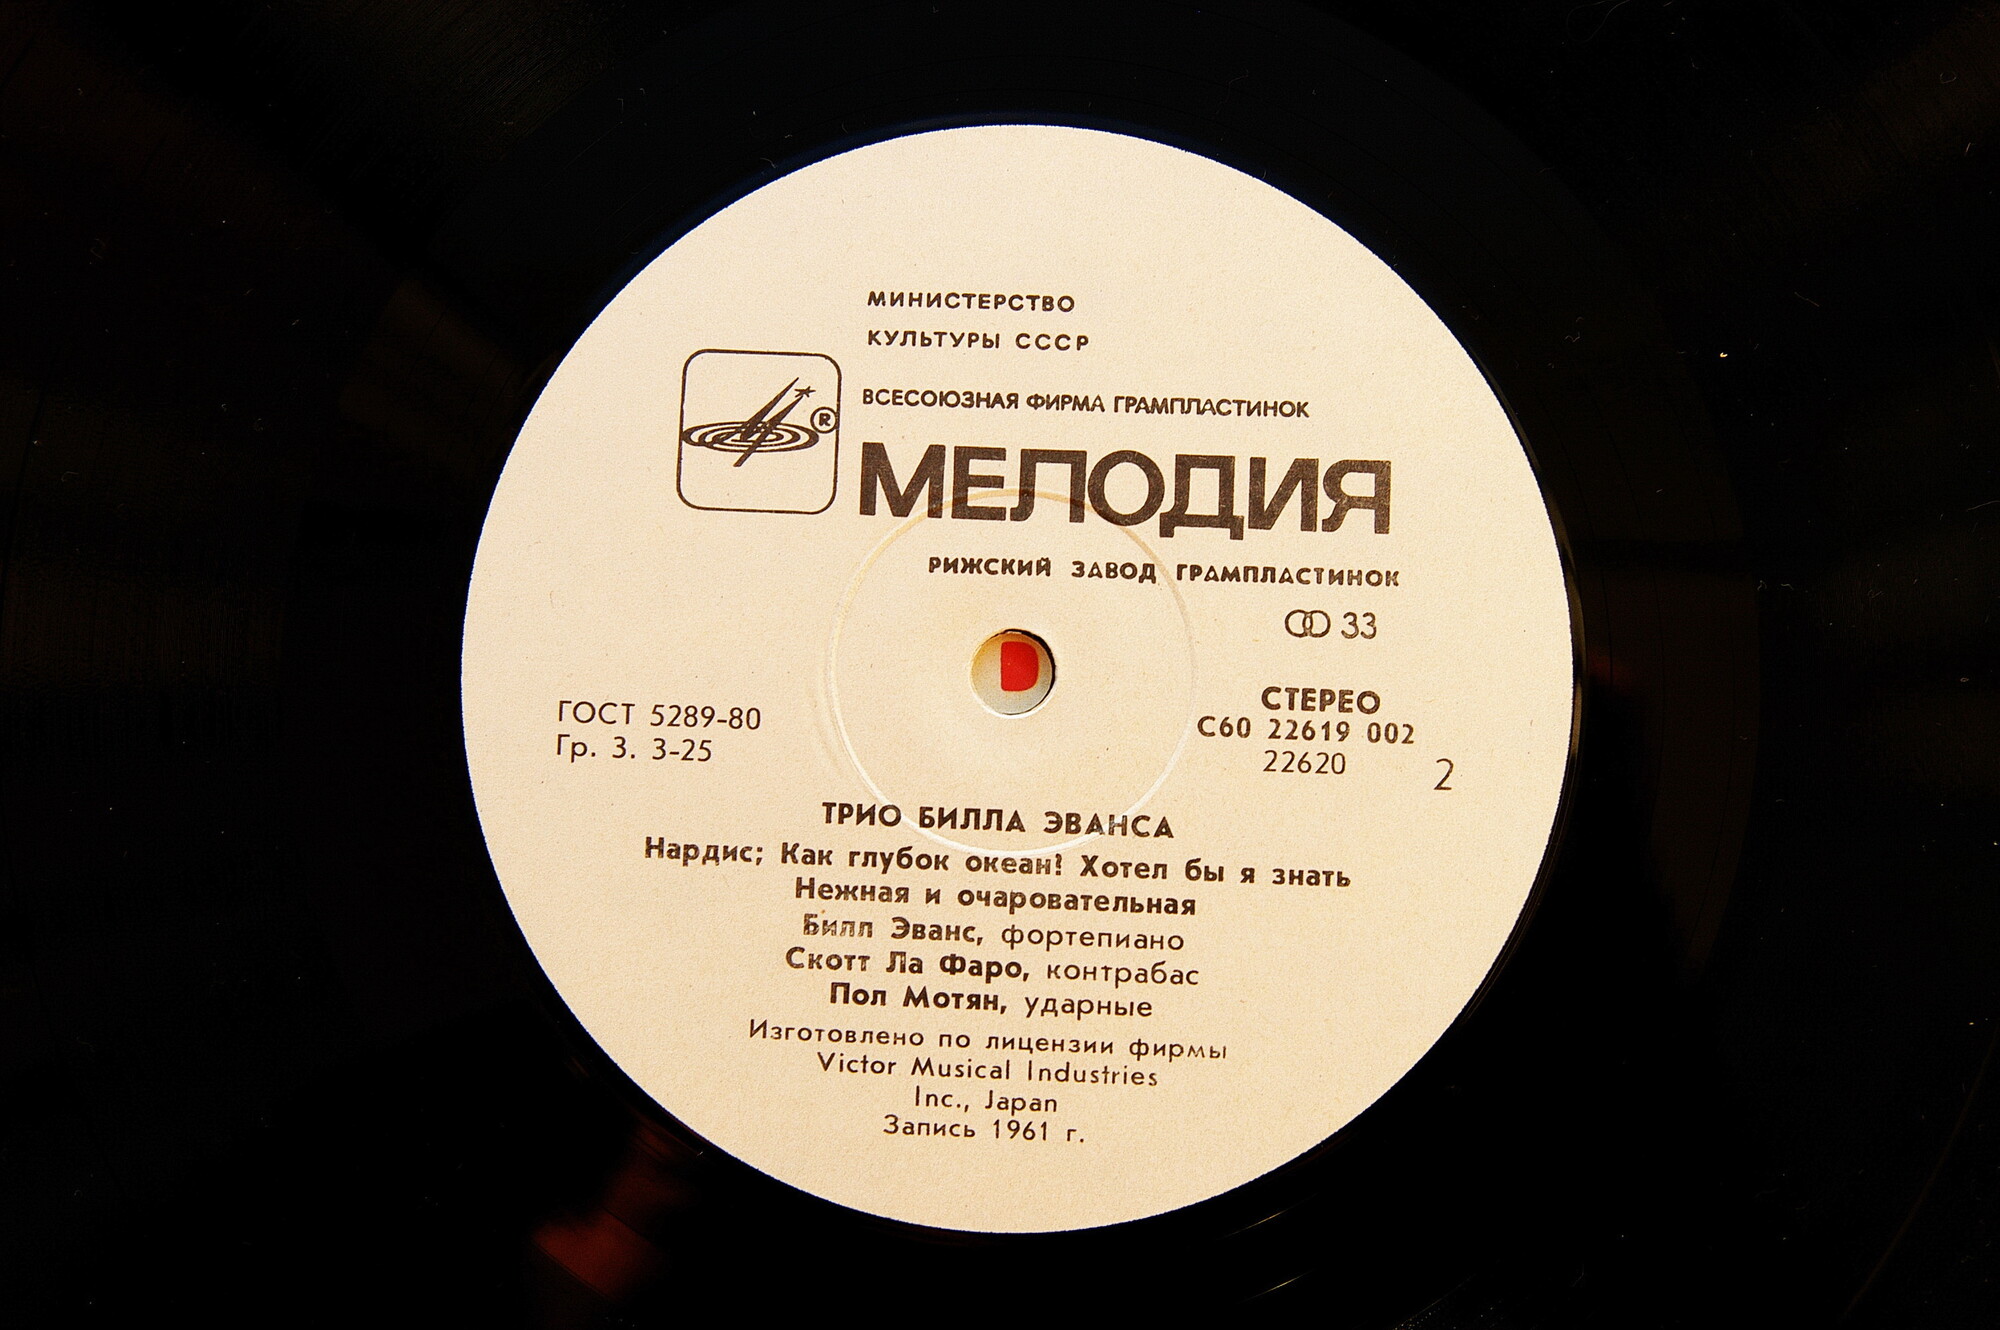 МИНИСТЕРСТВО
КУЛЬТУРЫ СССР
ВСЕСОЮЗНАЯ ФИРМА ГРАМПЛАСТИНОК
®
МЕЛОДИЯ
РИЖСКИЙ ЗАВОД ГРАМПЛАСТИНОК
33
ГОСТ 5289-80
Гр. 3. 3-25
СТЕРЕО
С60 22619 002
22620
2
ТРИО БИЛЛА ЭВАНСА
Нардис; Как глубок океан! Хотел бы я знать
Нежная и очаровательная
Билл Эванс, фортепиано
Скотт Ла Фаро, контрабас
Пол Мотян, ударные
Изготовлено по лицензии фирмы
Victor Musical Industries
Inc., Japan
Запись 1961 г.